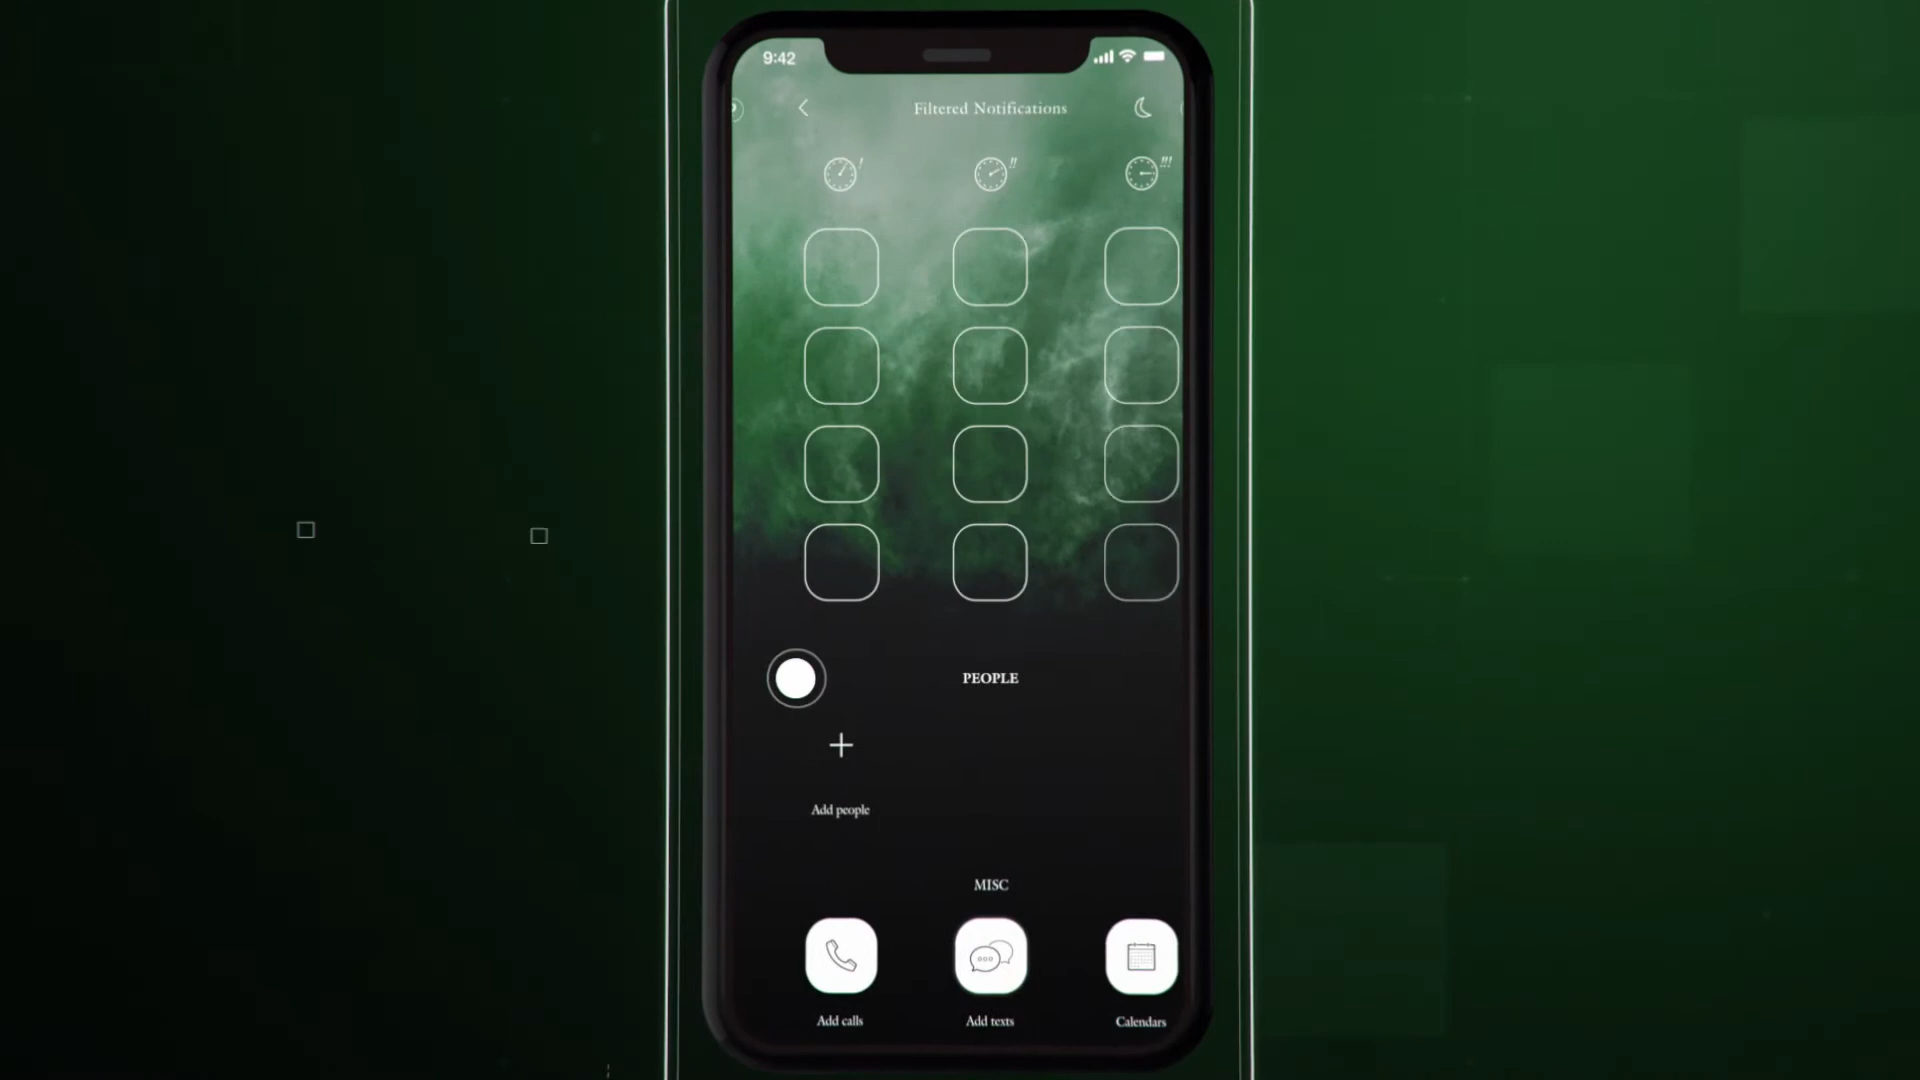 9:42
Filtered Notifications
! !! !!!
PEOPLE
Add people
MISC
Add calls Add texts Calendars